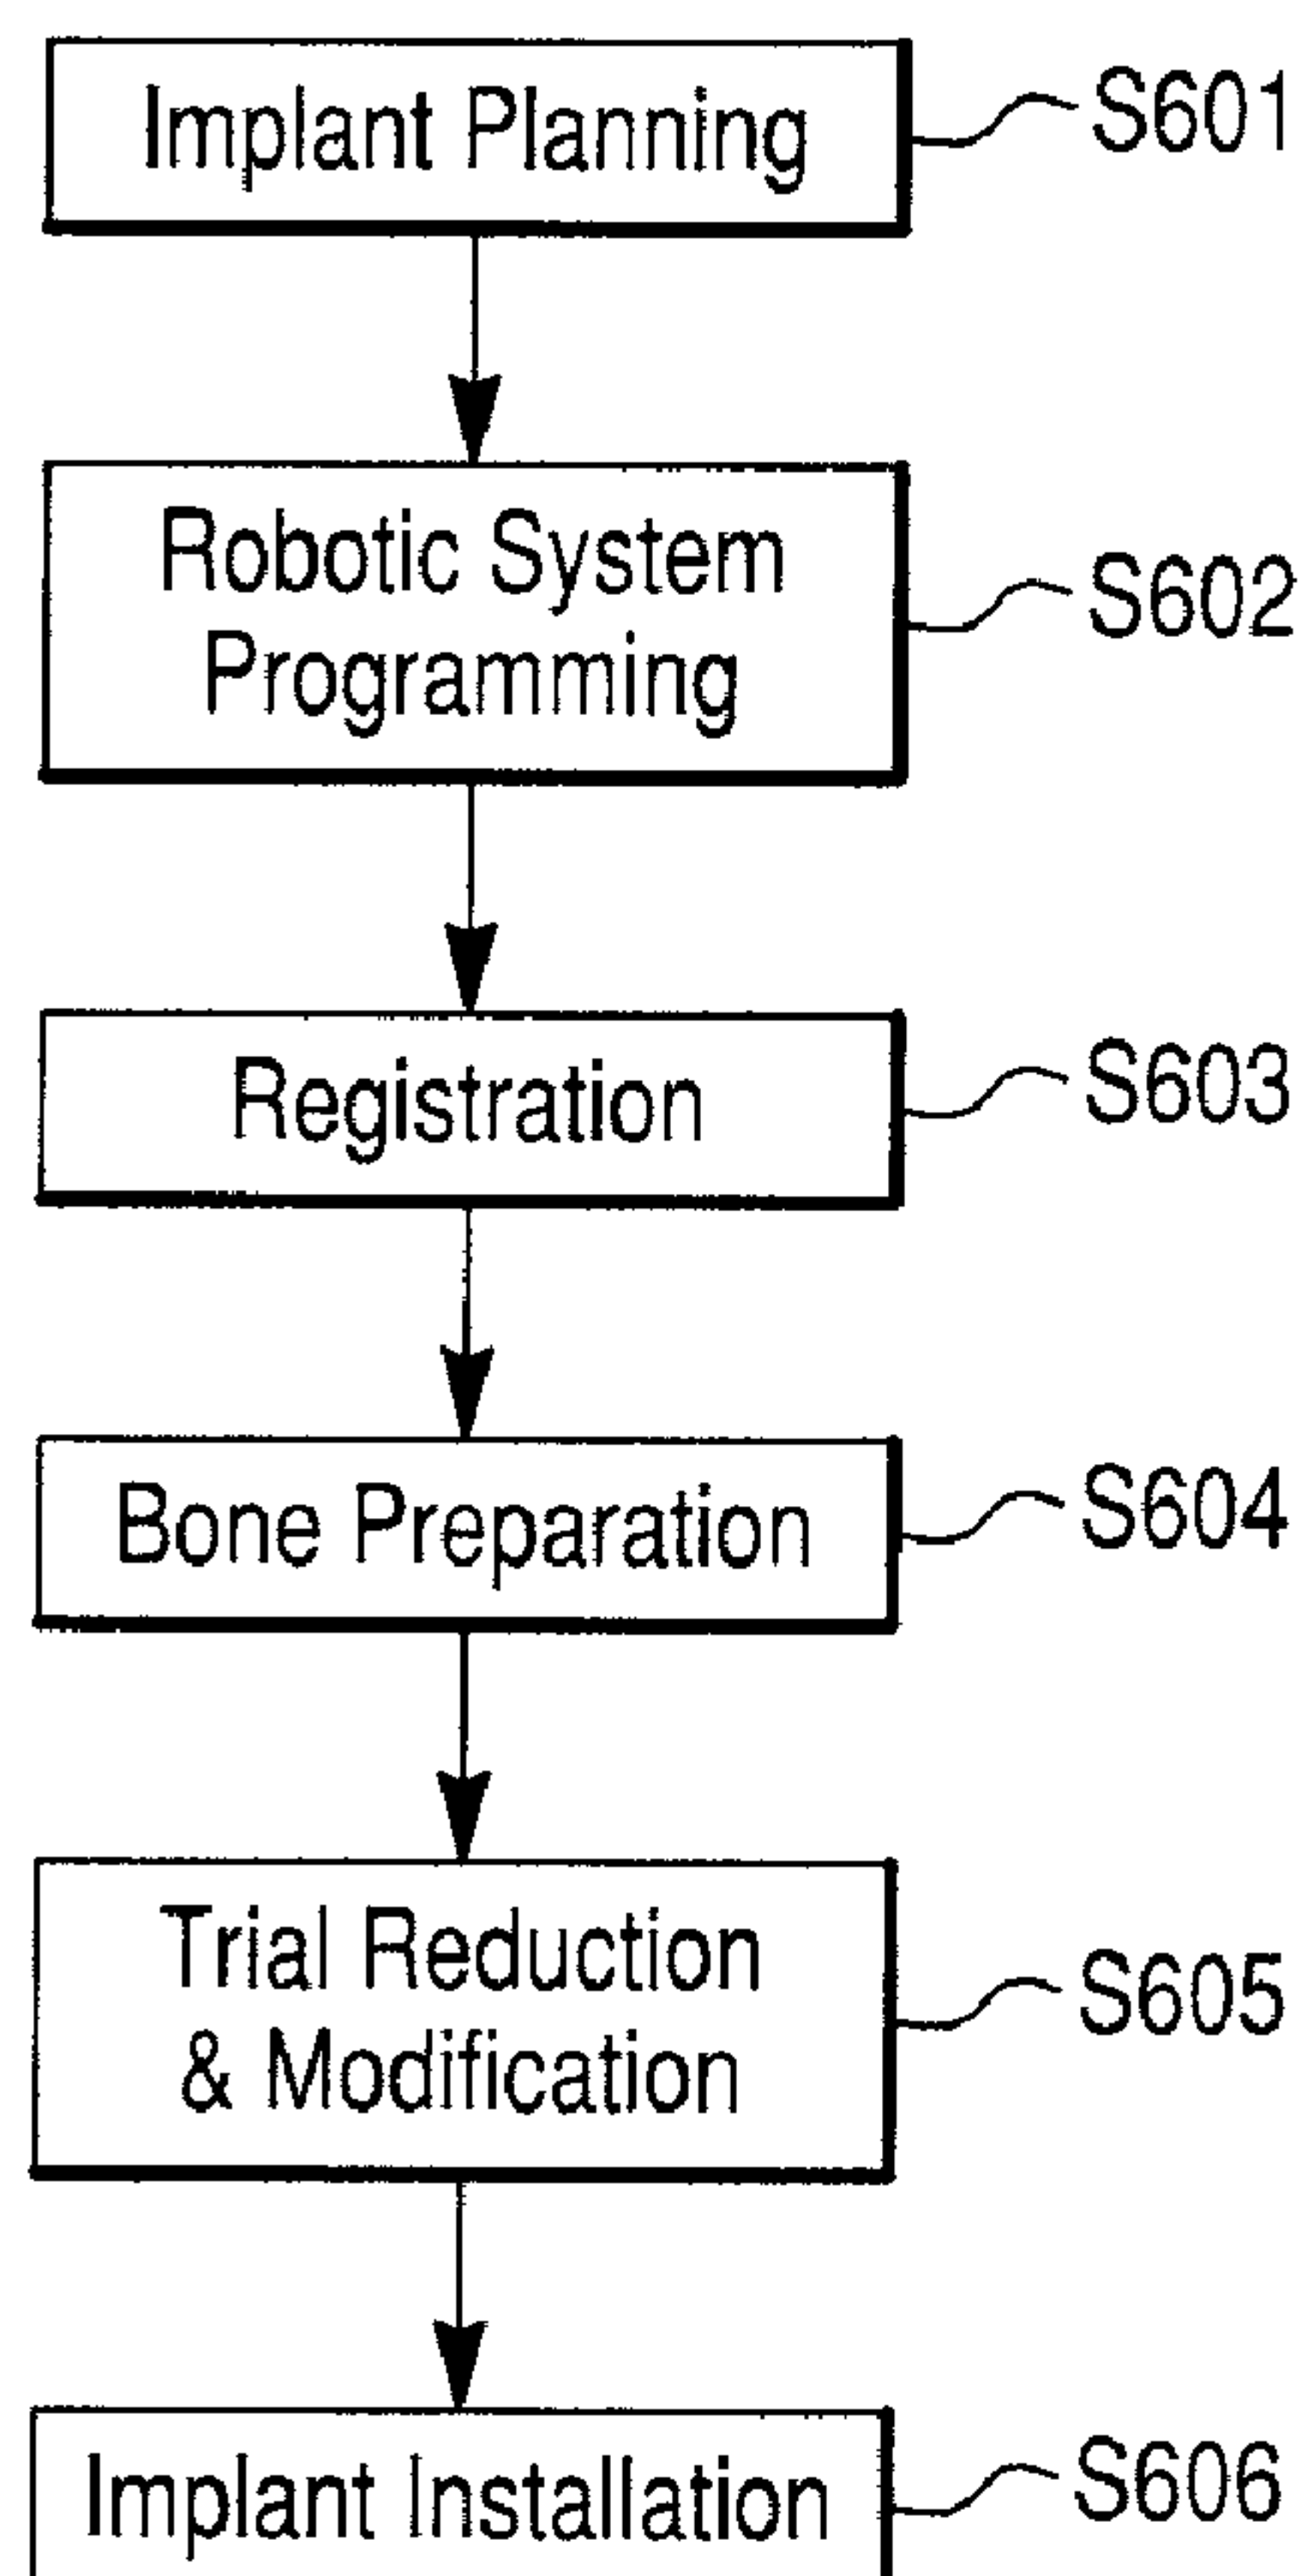 Implant Planning
S601
Robotic System
Programming
S602
Registration
S603
Bone Preparation
S604
Trial Reduction
& Modification
S605
Implant Installation
S606